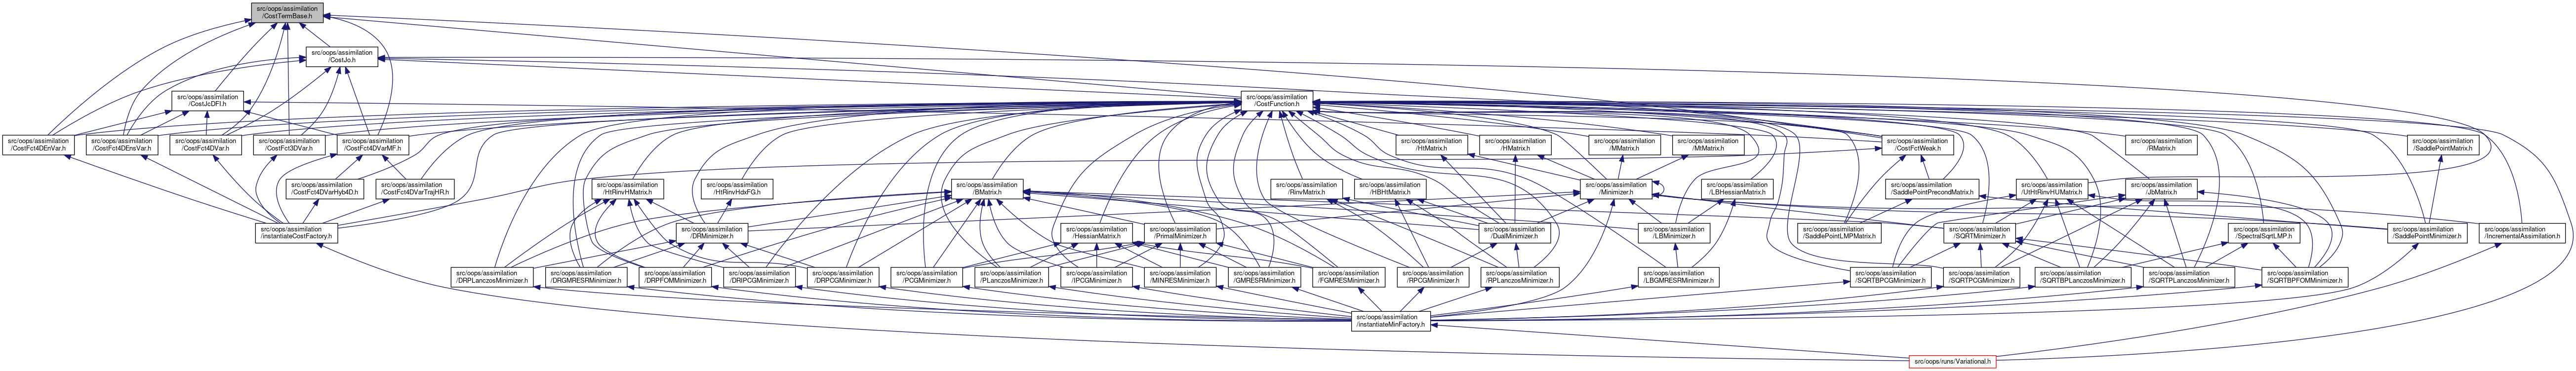 src/oops/assimilation
/CostTermBase.h
src/oops/assimilation
/CostJo.h
src/oops/assimilation
/CostJcDFI.h
src/oops/assimilation
/CostFunction.h
src/oops/assimilation
/CostFct4DEnVar.h
src/oops/assimilation
/CostFct4DEnsVar.h
src/oops/assimilation
/CostFct4DVar.h
src/oops/assimilation
/CostFct3DVar.h
src/oops/assimilation
/CostFct4DVarMF.h
src/oops/assimilation
/HtMatrix.h
src/oops/assimilation
/HMatrix.h
src/oops/assimilation
/MMatrix.h
src/oops/assimilation
/MtMatrix.h
src/oops/assimilation
/CostFctWeak.h
src/oops/assimilation
/RMatrix.h
src/oops/assimilation
/SaddlePointMatrix.h
src/oops/assimilation
/CostFct4DVarHyb4D.h
src/oops/assimilation
/CostFct4DVarTrajHR.h
src/oops/assimilation
/HtRinvHMatrix.h
src/oops/assimilation
/HtRinvHdxFG.h
src/oops/assimilation
/BMatrix.h
src/oops/assimilation
/RinvMatrix.h
src/oops/assimilation
/HBHtMatrix.h
src/oops/assimilation
/Minimizer.h
src/oops/assimilation
/LBHessianMatrix.h
src/oops/assimilation
/SaddlePointPrecondMatrix.h
src/oops/assimilation
/UtHtRinvHUMatrix.h
src/oops/assimilation
/JbMatrix.h
src/oops/assimilation
/instantiateCostFactory.h
src/oops/assimilation
/DRMinimizer.h
src/oops/assimilation
/HessianMatrix.h
src/oops/assimilation
/PrimalMinimizer.h
src/oops/assimilation
/DualMinimizer.h
src/oops/assimilation
/LBMinimizer.h
src/oops/assimilation
/SaddlePointLMPMatrix.h
src/oops/assimilation
/SQRTMinimizer.h
src/oops/assimilation
/SpectralSqrtLMP.h
src/oops/assimilation
/SaddlePointMinimizer.h
src/oops/assimilation
/IncrementalAssimilation.h
src/oops/assimilation
/DRPLanczosMinimizer.h
src/oops/assimilation
/DRGMRESRMinimizer.h
src/oops/assimilation
/DRPFOMMinimizer.h
src/oops/assimilation
/DRIPCGMinimizer.h
src/oops/assimilation
/DRPCGMinimizer.h
src/oops/assimilation
/PCGMinimizer.h
src/oops/assimilation
/PLanczosMinimizer.h
src/oops/assimilation
/IPCGMinimizer.h
src/oops/assimilation
/MINRESMinimizer.h
src/oops/assimilation
/GMRESRMinimizer.h
src/oops/assimilation
/FGMRESMinimizer.h
src/oops/assimilation
/RPCGMinimizer.h
src/oops/assimilation
/RPLanczosMinimizer.h
src/oops/assimilation
/LBGMRESRMinimizer.h
src/oops/assimilation
/SQRTBPCGMinimizer.h
src/oops/assimilation
/SQRTPCGMinimizer.h
src/oops/assimilation
/SQRTBPLanczosMinimizer.h
src/oops/assimilation
/SQRTPLanczosMinimizer.h
src/oops/assimilation
/SQRTBPFOMMinimizer.h
src/oops/assimilation
/instantiateMinFactory.h
src/oops/runs/Variational.h